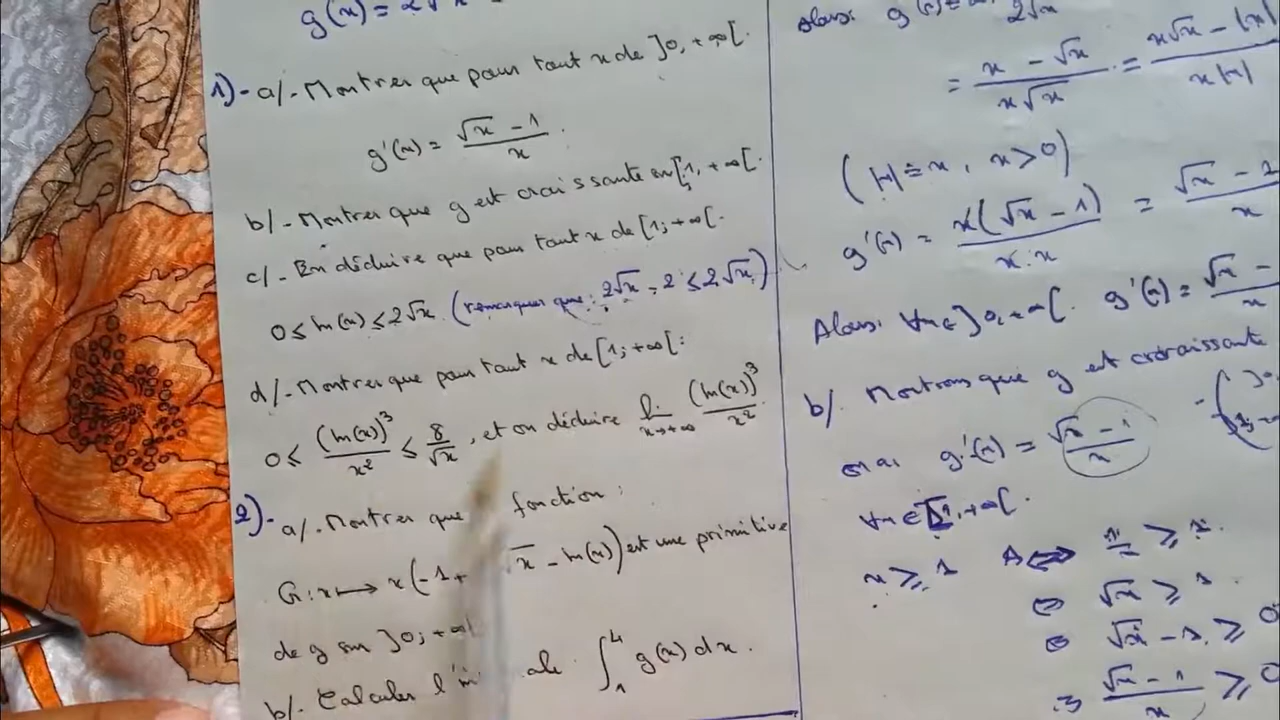 g(x) = 2√x -
1)- a/- Montrer que pour tout x de ]0, +∞[.
g'(x) = (√x - 1)/x.
b/- Montrer que g est croissante sur [1, +∞[.
c/- En déduire que pour tout x de [1; +∞[.
0 ≤ ln(x) ≤ 2√x. (remarquer que: 2√x - 2 ≤ 2√x.)
d/- Montrer que pour tout x de [1; +∞[:
0 ≤ (ln(x))³/x² ≤ 8/√x, et on déduire lim x→+∞ (ln(x))³/x².
2)- a/- Montrer que fonction:
G: x ↦ x(-1 + √x - ln(x)) est une primitive
de g sur ]0; +∞[
b/- Calculer l'in ale ∫₁⁴ g(x) dx.
Alors: g'(x) = 2√x
= (x - √x)/(x√x) = (x√x - |x|)/(x|x|)
(|x| = x, x > 0)
g'(x) = x(√x - 1)/(x.x) = (√x - 1)/x
Alors: ∀x ∈ ]0, +∞[. g'(x) = (√x -)/x
b/. Montrons que g est croissante
on a: g'(x) = (√x - 1)/x
∀x ∈ [1, +∞[.
x ≥ 1 ⟺ x ≥ 1
⟺ √x ≥ 1
⟺ √x - 1 ≥ 0
⟹ (√x - 1)/x ≥ 0